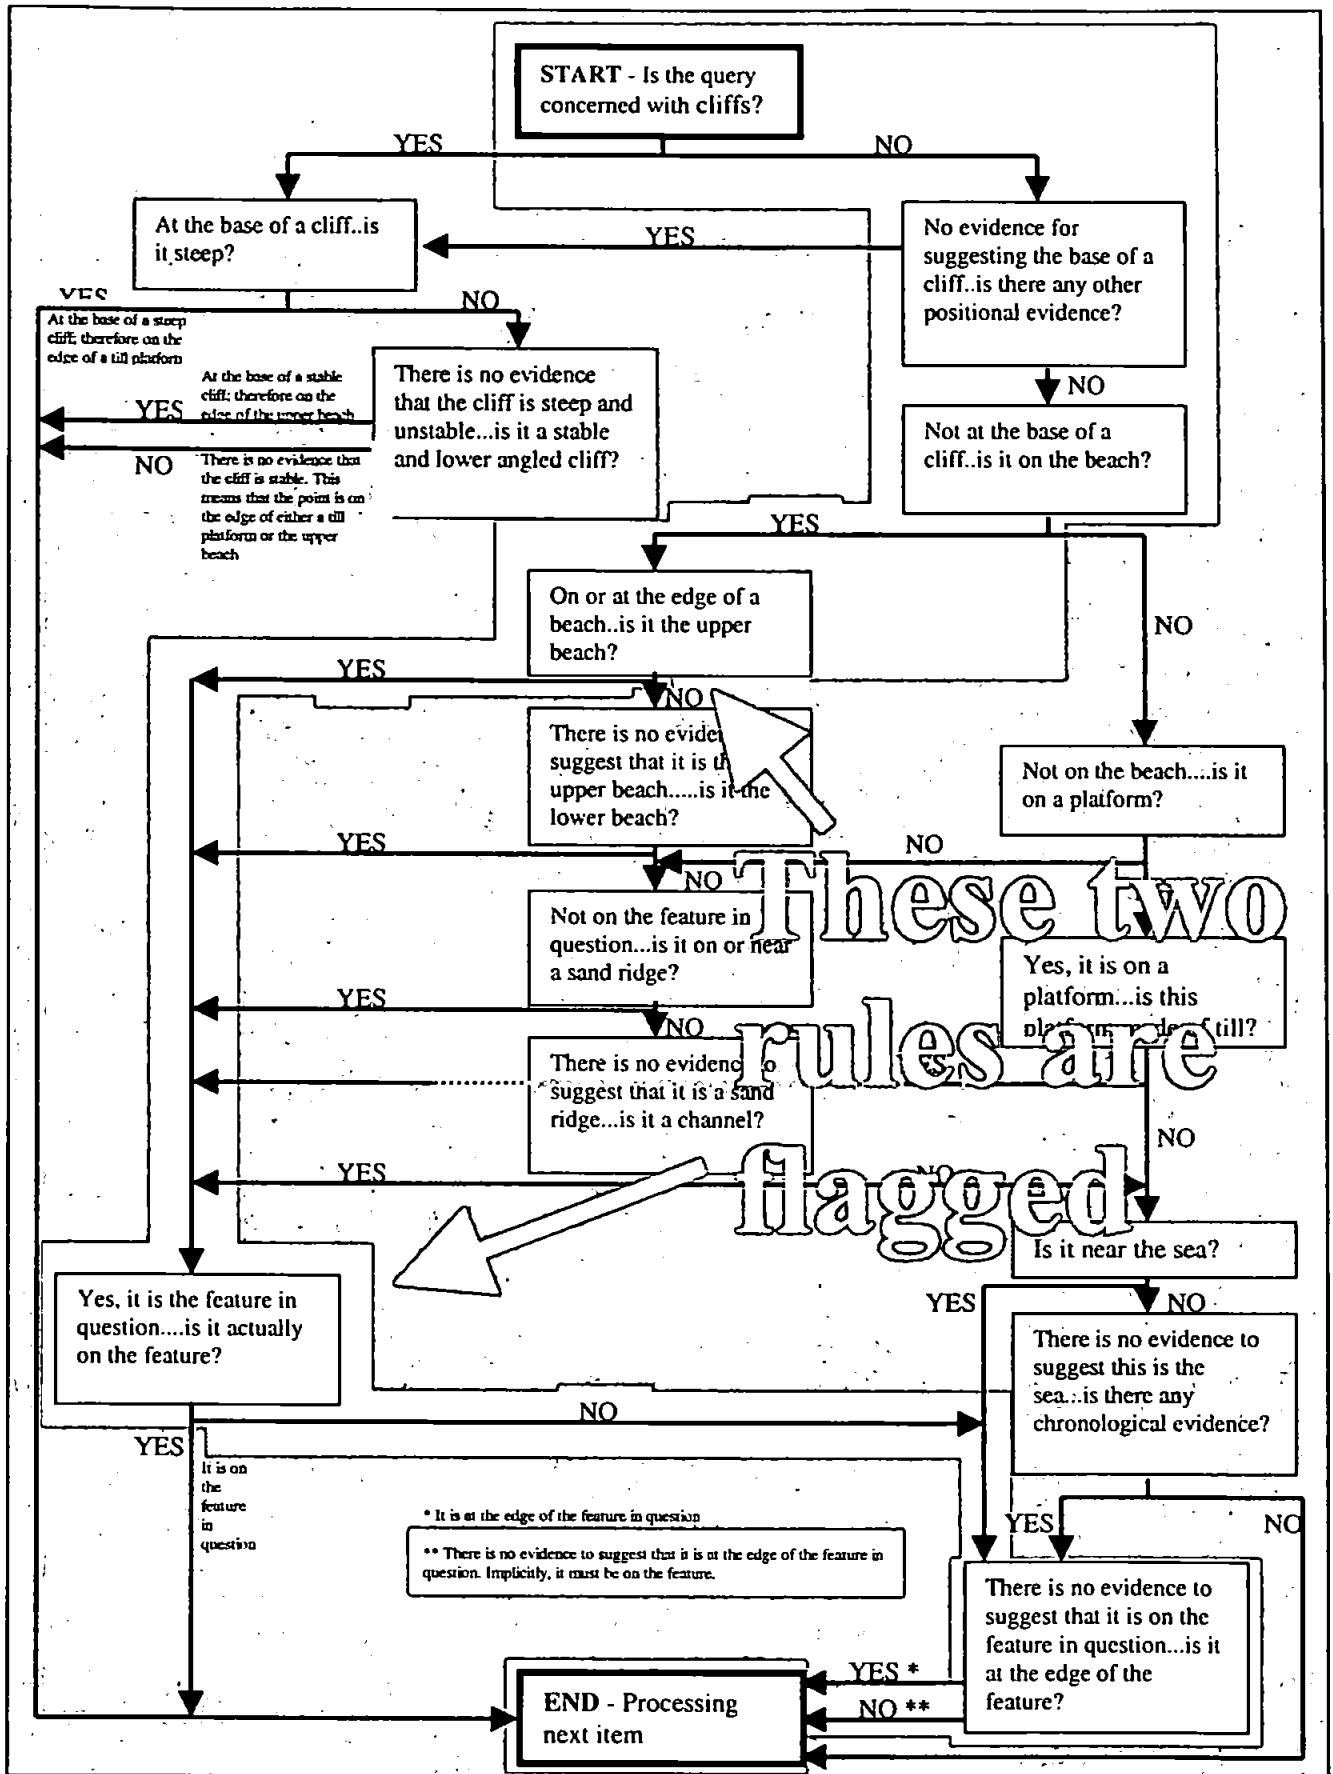 START - Is the query
concerned with cliffs?
YES
NO
At the base of a cliff..is
it steep?
YES
No evidence for
suggesting the base of a
cliff..is there any other
positional evidence?
YES
NO
At the base of a steep
cliff; therefore on the
edge of a till platform
There is no evidence
that the cliff is steep and
unstable...is it a stable
and lower angled cliff?
At the base of a stable
cliff; therefore on the
edge of the upper beach
YES
NO
There is no evidence that
the cliff is stable. This
means that the point is on
the edge of either a till
platform or the upper
beach
NO
Not at the base of a
cliff..is it on the beach?
YES
NO
On or at the edge of a
beach..is it the upper
beach?
YES
NO
There is no
suggest that it is
upper beach.....is it the
lower beach?
Not on the beach....is it
on a platform?
YES
NO
NO
These two
rules are
flagged
Not on the feature in
question...is it on or near
a sand ridge?
Yes, it is on a
platform...is this
till?
YES
NO
There is no evidence to
suggest that it is a sand
ridge...is it a channel?
NO
YES
NO
Is it near the sea?
YES
NO
Yes, it is the feature in
question....is it actually
on the feature?
There is no evidence to
suggest this is the
sea...is there any
chronological evidence?
NO
YES
It is on
the
feature
in
question
YES
NO
* It is at the edge of the feature in question
** There is no evidence to suggest that it is at the edge of the feature in
question. Implicitly, it must be on the feature.
There is no evidence to
suggest that it is on the
feature in question...is it
at the edge of the
feature?
YES *
NO **
END - Processing
next item